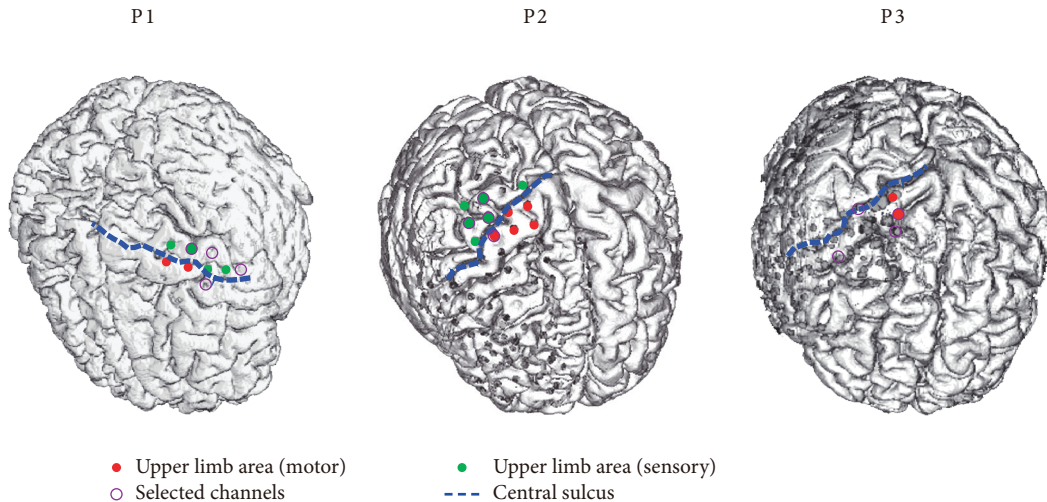 P1 P2 P3
Upper limb area (motor) Upper limb area (sensory)
Selected channels Central sulcus